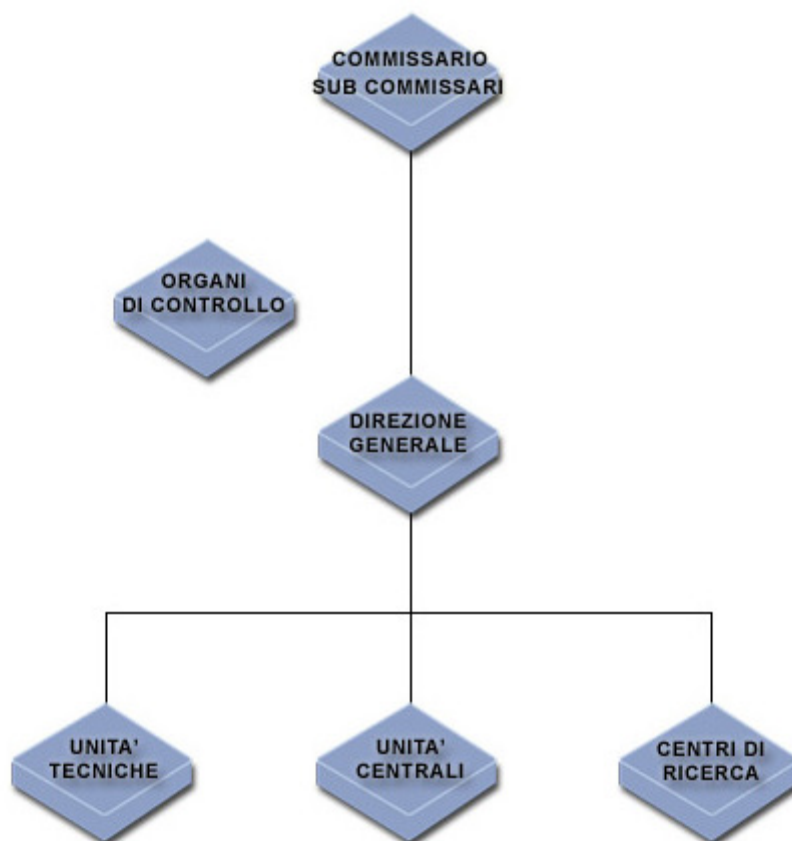 COMMISSARIO
SUB COMMISSARI
ORGANI
DI CONTROLLO
DIREZIONE
GENERALE
UNITA'
TECNICHE
UNITA'
CENTRALI
CENTRI DI
RICERCA